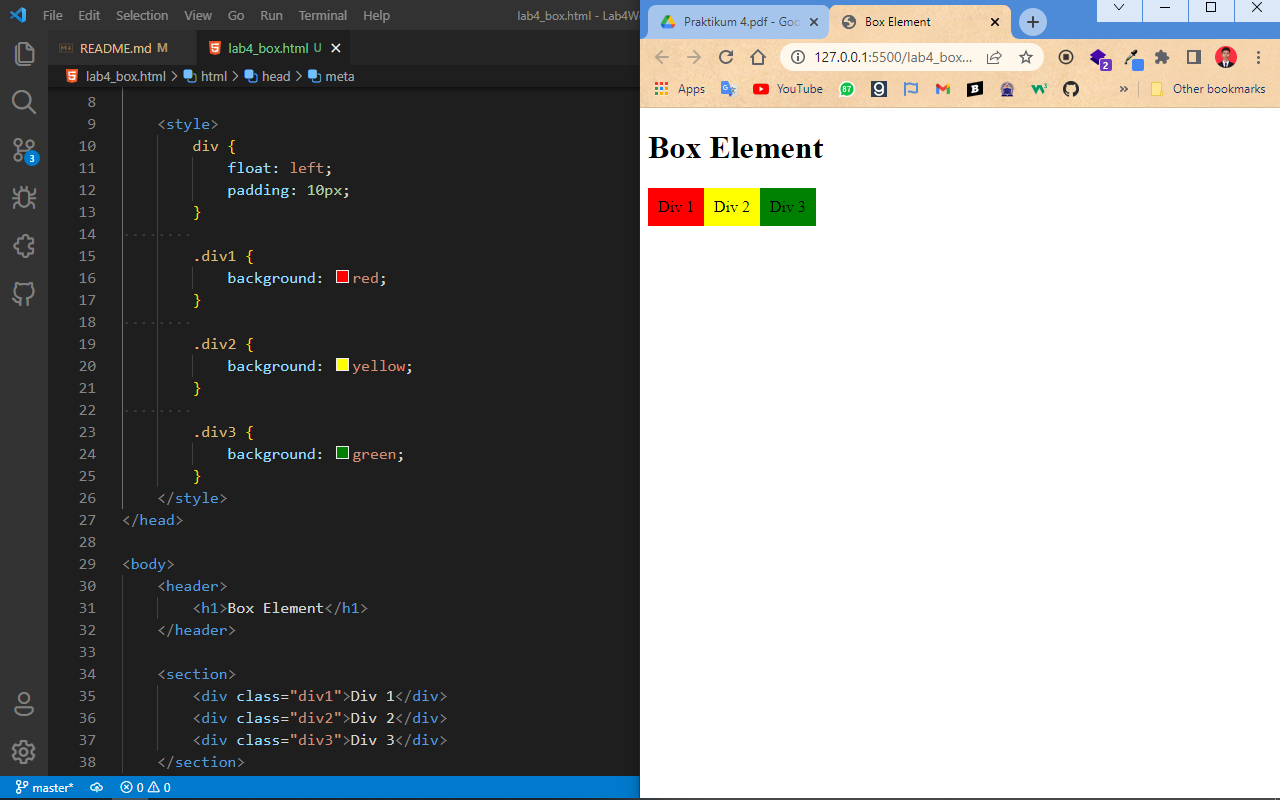 File Edit Selection View Go Run Terminal Help lab4_box.html - Lab4W
README.md M lab4_box.html U
lab4_box.html > html > head > meta
8
9 <style>
10 div {
11 float: left;
12 padding: 10px;
13 }
14
15 .div1 {
16 background: red;
17 }
18
19 .div2 {
20 background: yellow;
21 }
22
23 .div3 {
24 background: green;
25 }
26 </style>
27 </head>
28
29 <body>
30 <header>
31 <h1>Box Element</h1>
32 </header>
33
34 <section>
35 <div class="div1">Div 1</div>
36 <div class="div2">Div 2</div>
37 <div class="div3">Div 3</div>
38 </section>
3
master* 0 0
Praktikum 4.pdf - Goo Box Element
127.0.0.1:5500/lab4_box... 2
Apps YouTube 87 » Other bookmarks
Box Element
Div 1 Div 2 Div 3